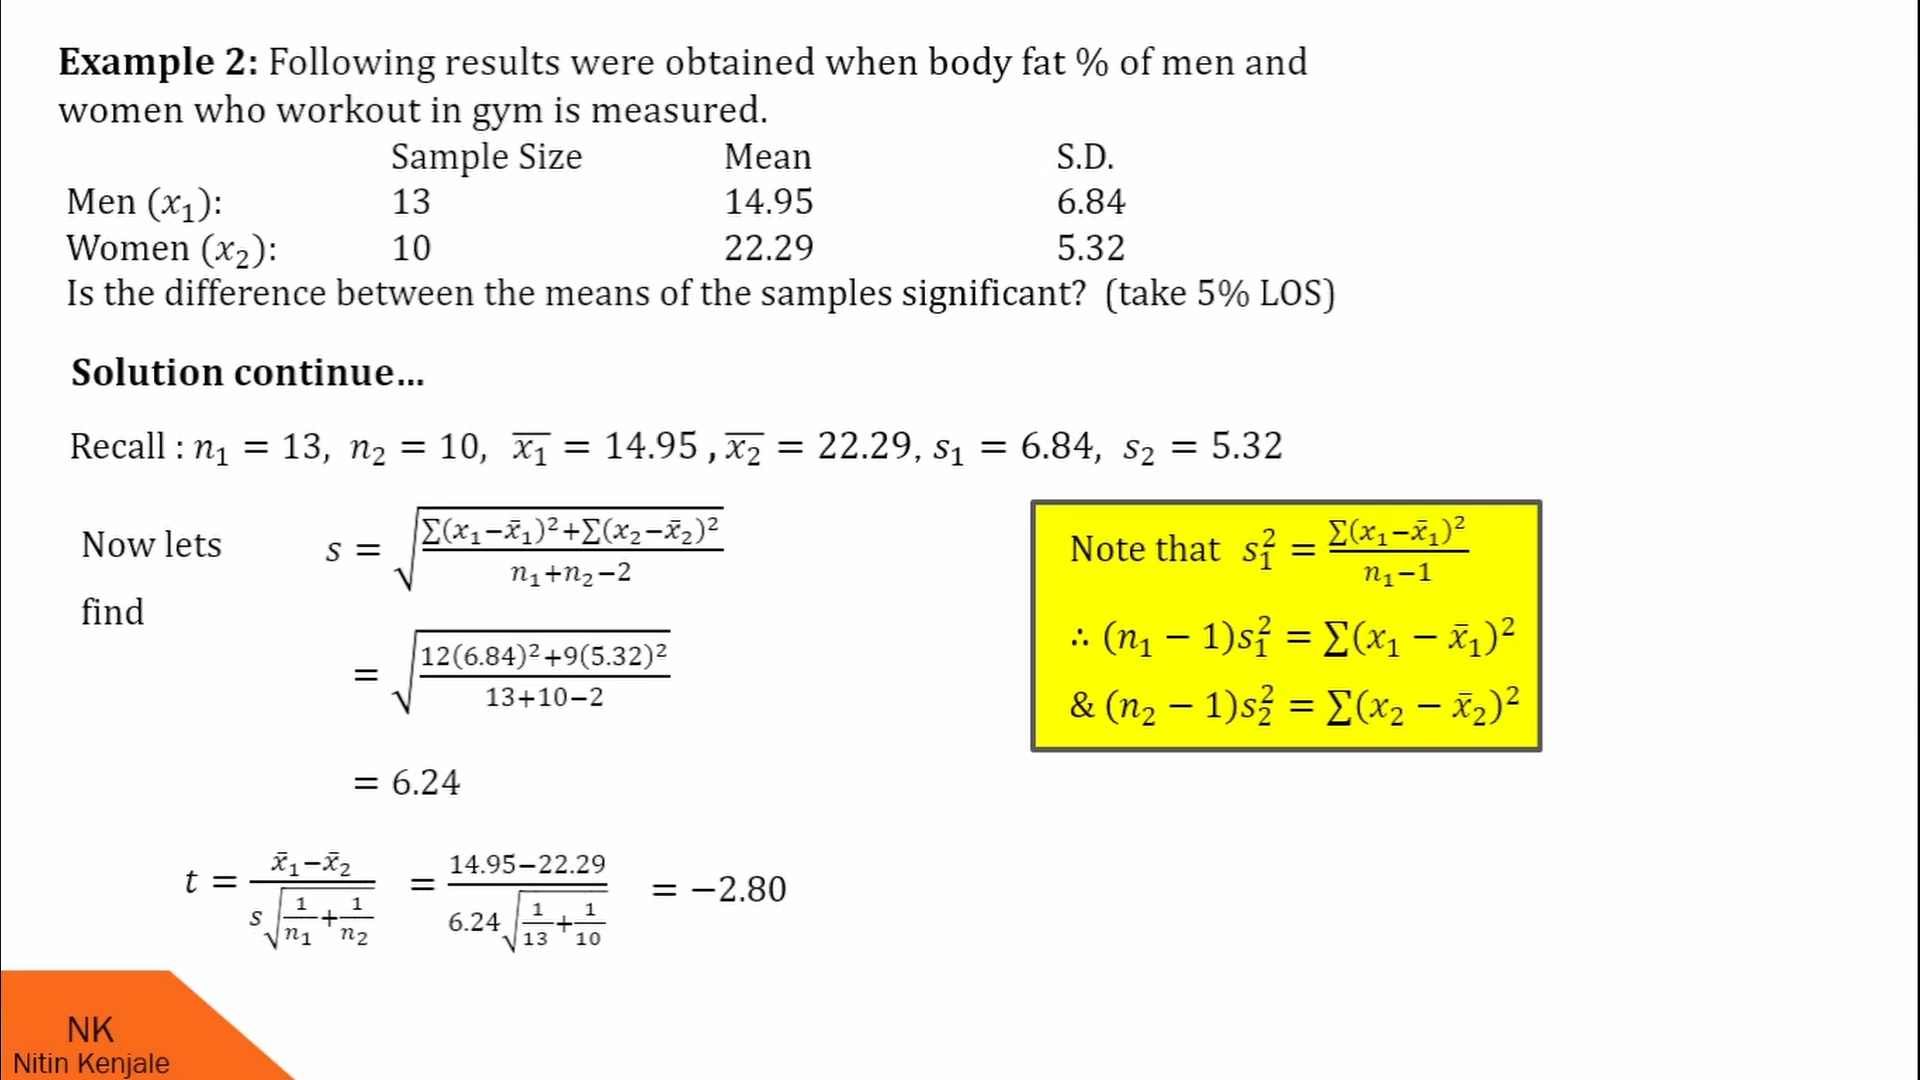 Example 2: Following results were obtained when body fat % of men and
women who workout in gym is measured.
Sample Size Mean S.D.
Men (x₁): 13 14.95 6.84
Women (x₂): 10 22.29 5.32
Is the difference between the means of the samples significant? (take 5% LOS)
Solution continue...
Recall : n₁ = 13, n₂ = 10, x̄₁ = 14.95 , x̄₂ = 22.29, s₁ = 6.84, s₂ = 5.32
Now lets find
s = √((∑(x₁−x̄₁)²+∑(x₂−x̄₂)²)/(n₁+n₂−2))
= √((12(6.84)²+9(5.32)²)/(13+10−2))
= 6.24
Note that s₁² = ∑(x₁−x̄₁)²/(n₁−1)
∴ (n₁ − 1)s₁² = ∑(x₁ − x̄₁)²
& (n₂ − 1)s₂² = ∑(x₂ − x̄₂)²
t = (x̄₁−x̄₂)/(s√(1/n₁+1/n₂)) = (14.95−22.29)/(6.24√(1/13+1/10)) = −2.80
NK
Nitin Kenjale